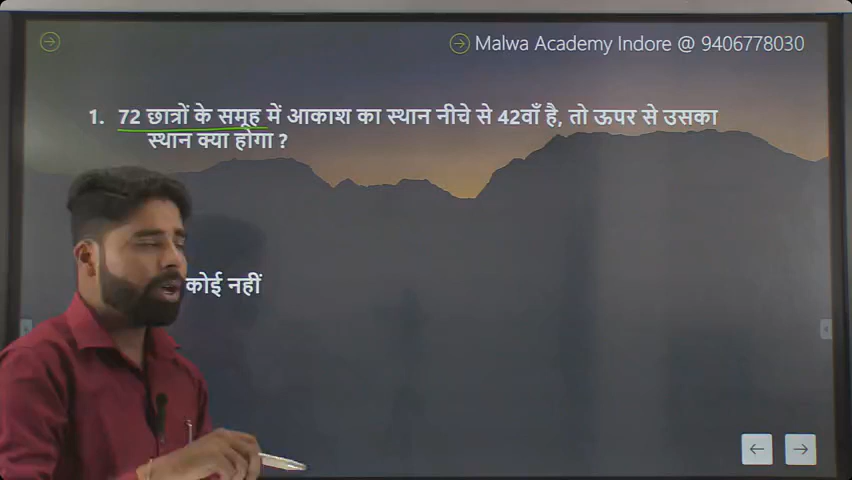 Malwa Academy Indore @ 9406778030
1. 72 छात्रों के समूह में आकाश का स्थान नीचे से 42वाँ है, तो ऊपर से उसका
स्थान क्या होगा ?
कोई नहीं